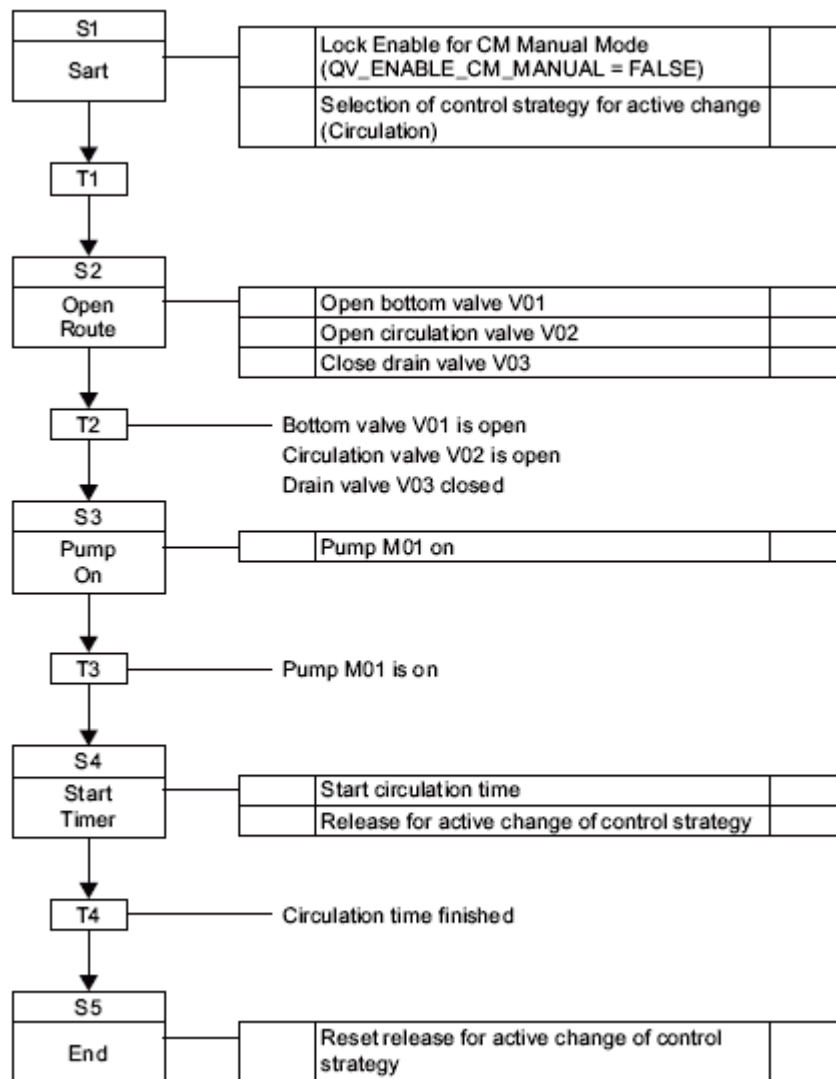 S1
Sart
Lock Enable for CM Manual Mode
(QV_ENABLE_CM_MANUAL = FALSE)
Selection of control strategy for active change
(Circulation)
T1
S2
Open
Route
Open bottom valve V01
Open circulation valve V02
Close drain valve V03
T2
Bottom valve V01 is open
Circulation valve V02 is open
Drain valve V03 closed
S3
Pump
On
Pump M01 on
T3
Pump M01 is on
S4
Start
Timer
Start circulation time
Release for active change of control strategy
T4
Circulation time finished
S5
End
Reset release for active change of control
strategy